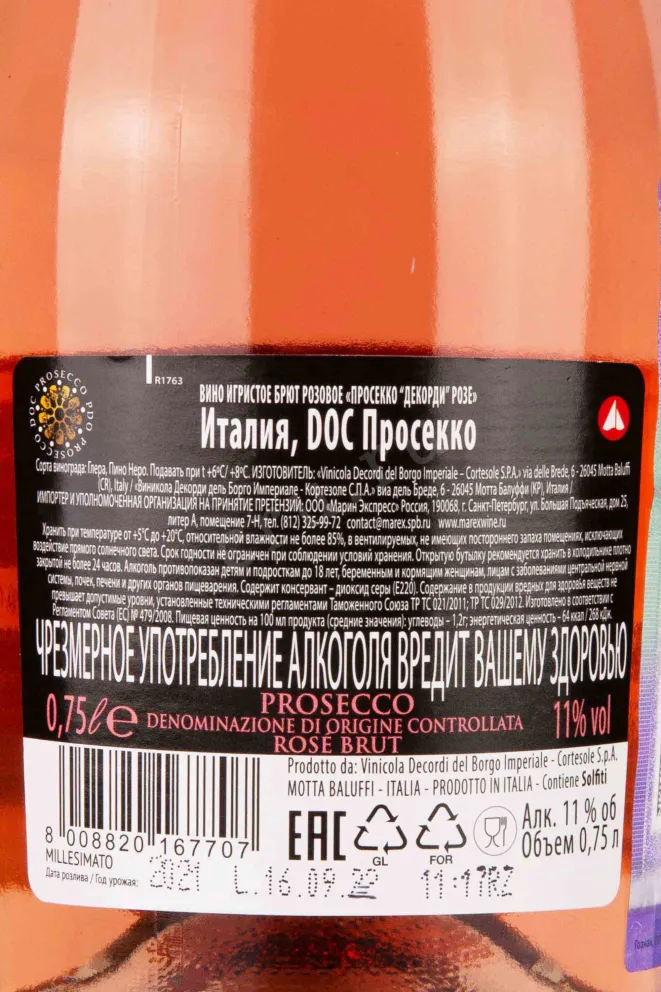 R1763
PROSECCO PDO
PROSECCO DOC
ВИНО ИГРИСТОЕ БРЮТ РОЗОВОЕ «ПРОСЕККО "ДЕКОРДИ" РОЗЕ»
Италия, DOC Просекко
Сорта винограда: Глера, Пино Неро. Подавать при t +6ºC/ +8ºC. ИЗГОТОВИТЕЛЬ: «Vinicola Decordi del Borgo Imperiale – Cortesole S.P.A.» via delle Brede, 6 - 26045 Motta Baluffi
(CR), Italy / «Виникола Декорди дель Борго Империале - Кортезоле С.П.А.» виа дель Бреде, 6 - 26045 Мотта Балуффи (КР), Италия /
ИМПОРТЕР И УПОЛНОМОЧЕННАЯ ОРГАНИЗАЦИЯ НА ПРИНЯТИЕ ПРЕТЕНЗИЙ: ООО «Марин Экспресс» Россия, 190068, г. Санкт-Петербург, ул. Большая Подъяческая, дом 25,
литер А, помещение 7-Н, тел. (812) 325-99-72 contact@marex.spb.ru www.marexwine.ru
Хранить при температуре от +5°C до +20°C, относительной влажности не более 85%, в вентилируемых, не имеющих постороннего запаха помещениях, исключающих
воздействие прямого солнечного света. Срок годности не ограничен при соблюдении условий хранения. Открытую бутылку рекомендуется хранить в холодильнике плотно
закрытой не более 24 часов. Алкоголь противопоказан детям и подросткам до 18 лет, беременным и кормящим женщинам, лицам с заболеваниями центральной нервной
системы, почек, печени и других органов пищеварения. Содержит консервант – диоксид серы (E220). Содержание в продукции вредных для здоровья веществ не
превышает допустимые уровни, установленные техническими регламентами Таможенного Союза ТР ТС 021/2011; ТР ТС 029/2012. Изготовлено в соответствии с
Регламентом Совета (ЕС) № 479/2008. Пищевая ценность на 100 мл продукта (средние значения): углеводы – 1,2г; энергетическая ценность – 64 ккал / 268 кДж.
ЧРЕЗМЕРНОЕ УПОТРЕБЛЕНИЕ АЛКОГОЛЯ ВРЕДИТ ВАШЕМУ ЗДОРОВЬЮ
0,75ℓ e
PROSECCO
DENOMINAZIONE DI ORIGINE CONTROLLATA
ROSÉ BRUT
11% vol
Prodotto da: Vinicola Decordi del Borgo Imperiale - Cortesole S.p.A.
MOTTA BALUFFI - ITALIA - PRODOTTO IN ITALIA - Contiene Solfiti
8 008820 167707
EAC
GL
FOR
Алк. 11 % об
Объем 0,75 л
MILLESIMATO
Дата розлива / Год урожая:
2021 L.16.09.22 11:17RZ